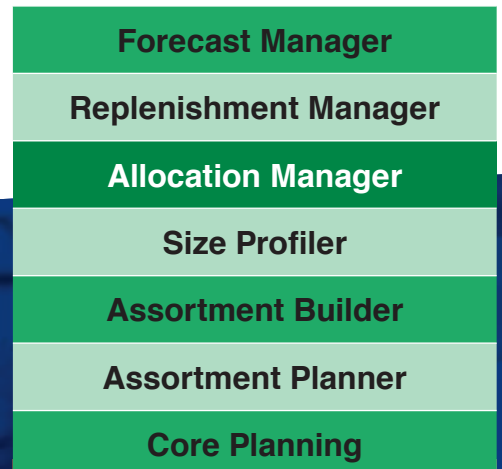 Forecast Manager
Replenishment Manager
Allocation Manager
Size Profiler
Assortment Builder
Assortment Planner
Core Planning